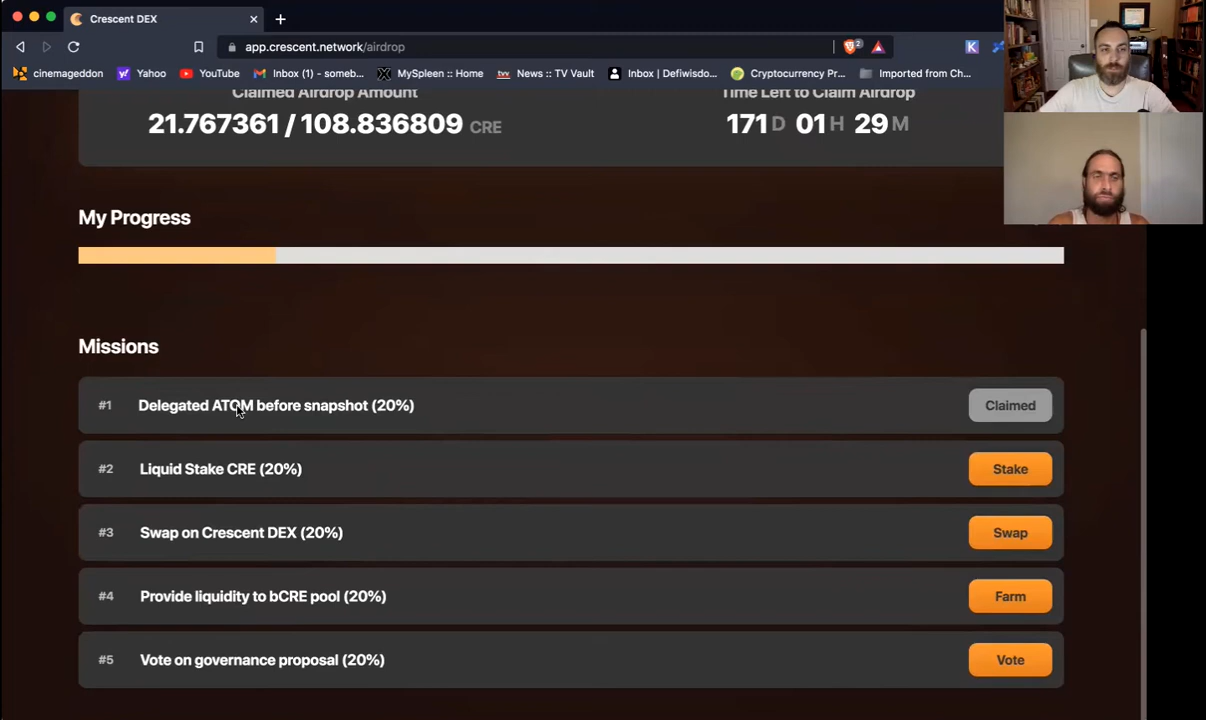 Crescent DEX
app.crescent.network/airdrop
2
K
cinemageddon
Yahoo
YouTube
Inbox (1) - someb...
MySpleen :: Home
tvv
News :: TV Vault
Inbox | Defiwisdo...
Cryptocurrency Pr...
Imported from Ch...
Claimed Airdrop Amount
Time Left to Claim Airdrop
21.767361 / 108.836809 CRE
171 D 01 H 29 M
My Progress
Missions
#1 Delegated ATOM before snapshot (20%) Claimed
#2 Liquid Stake CRE (20%) Stake
#3 Swap on Crescent DEX (20%) Swap
#4 Provide liquidity to bCRE pool (20%) Farm
#5 Vote on governance proposal (20%) Vote